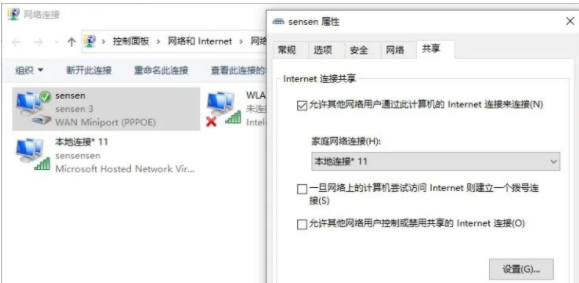 网络连接
控制面板 > 网络和 Internet > 网络
组织
断开此连接
重命名此连接
查看此连接的
sensen
sensen 3
WAN Miniport (PPPOE)
WLA
未连
Inteli
本地连接* 11
sensensen
Microsoft Hosted Network Vir...
sensen 属性
常规
选项
安全
网络
共享
Internet 连接共享
允许其他网络用户通过此计算机的 Internet 连接来连接(N)
家庭网络连接(H):
本地连接* 11
一旦网络上的计算机尝试访问 Internet 则建立一个拨号连
接(S)
允许其他网络用户控制或禁用共享的 Internet 连接(O)
设置(G)...